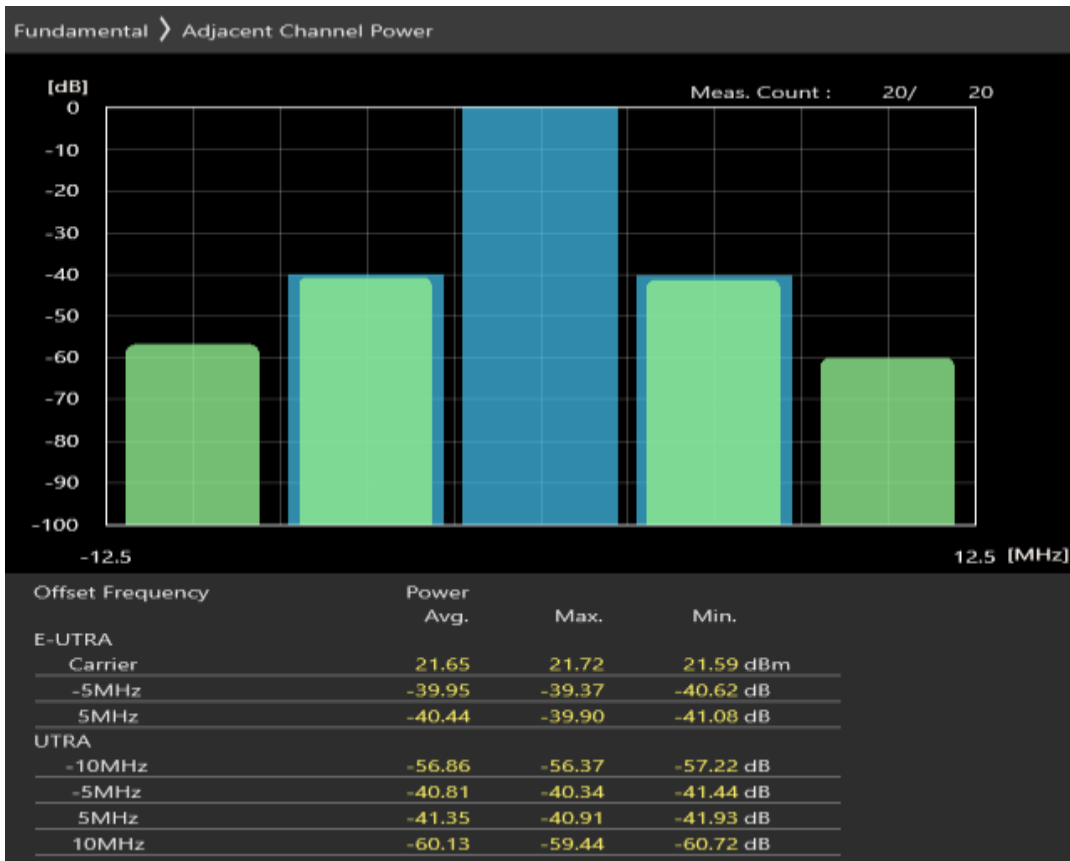 Fundamental 〉 Adjacent Channel Power
[dB]
Meas. Count : 20/ 20
0
-10
-20
-30
-40
-50
-60
-70
-80
-90
-100
-12.5 12.5 [MHz]
Offset Frequency Power
Avg. Max. Min.
E-UTRA
Carrier 21.65 21.72 21.59 dBm
-5MHz -39.95 -39.37 -40.62 dB
5MHz -40.44 -39.90 -41.08 dB
UTRA
-10MHz -56.86 -56.37 -57.22 dB
-5MHz -40.81 -40.34 -41.44 dB
5MHz -41.35 -40.91 -41.93 dB
10MHz -60.13 -59.44 -60.72 dB